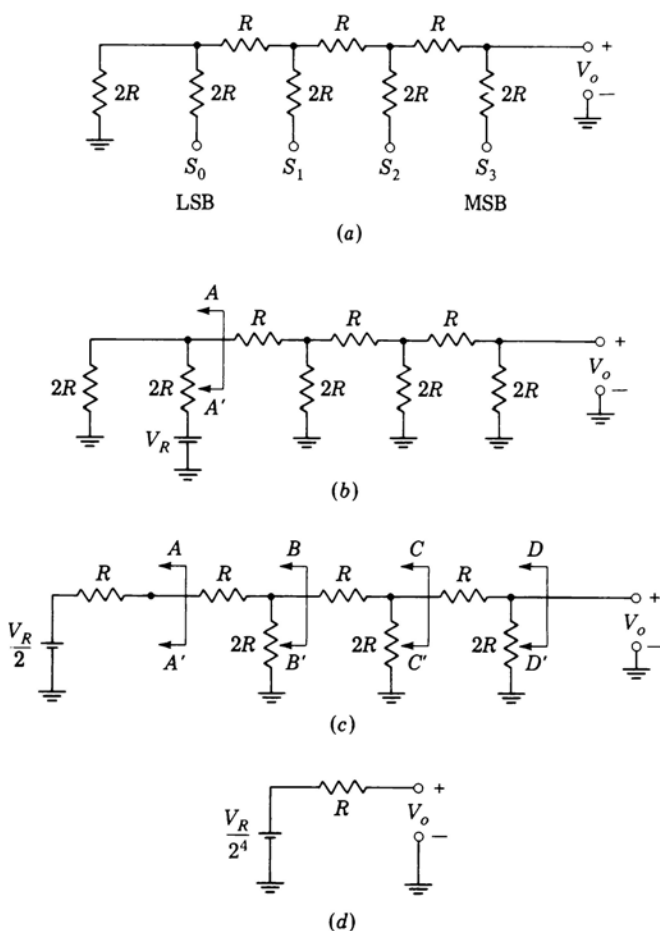 R R R
+
2R 2R 2R 2R 2R V_o
−
S_0 S_1 S_2 S_3
LSB MSB
(a)
A R R R
+
2R 2R A' 2R 2R 2R V_o
−
V_R
(b)
R A R B R C R D
+
V_R/2 A' 2R B' 2R C' 2R D' V_o
−
(c)
+
R V_o
V_R/2^4 −
(d)